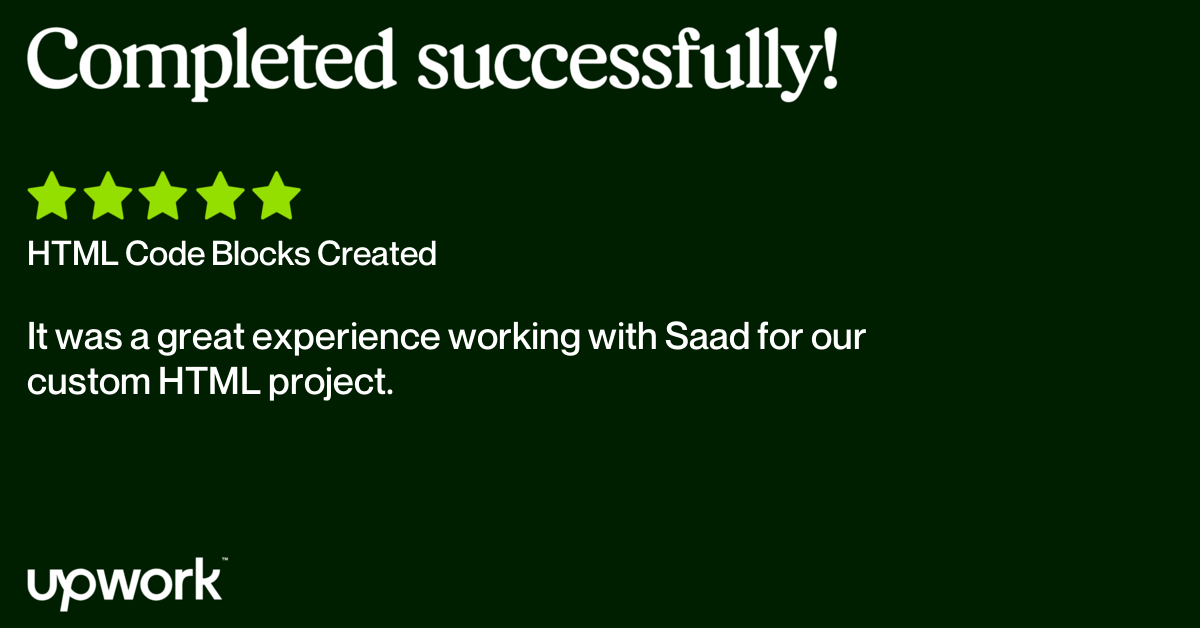 Completed successfully!
HTML Code Blocks Created
It was a great experience working with Saad for our
custom HTML project.
upwork™